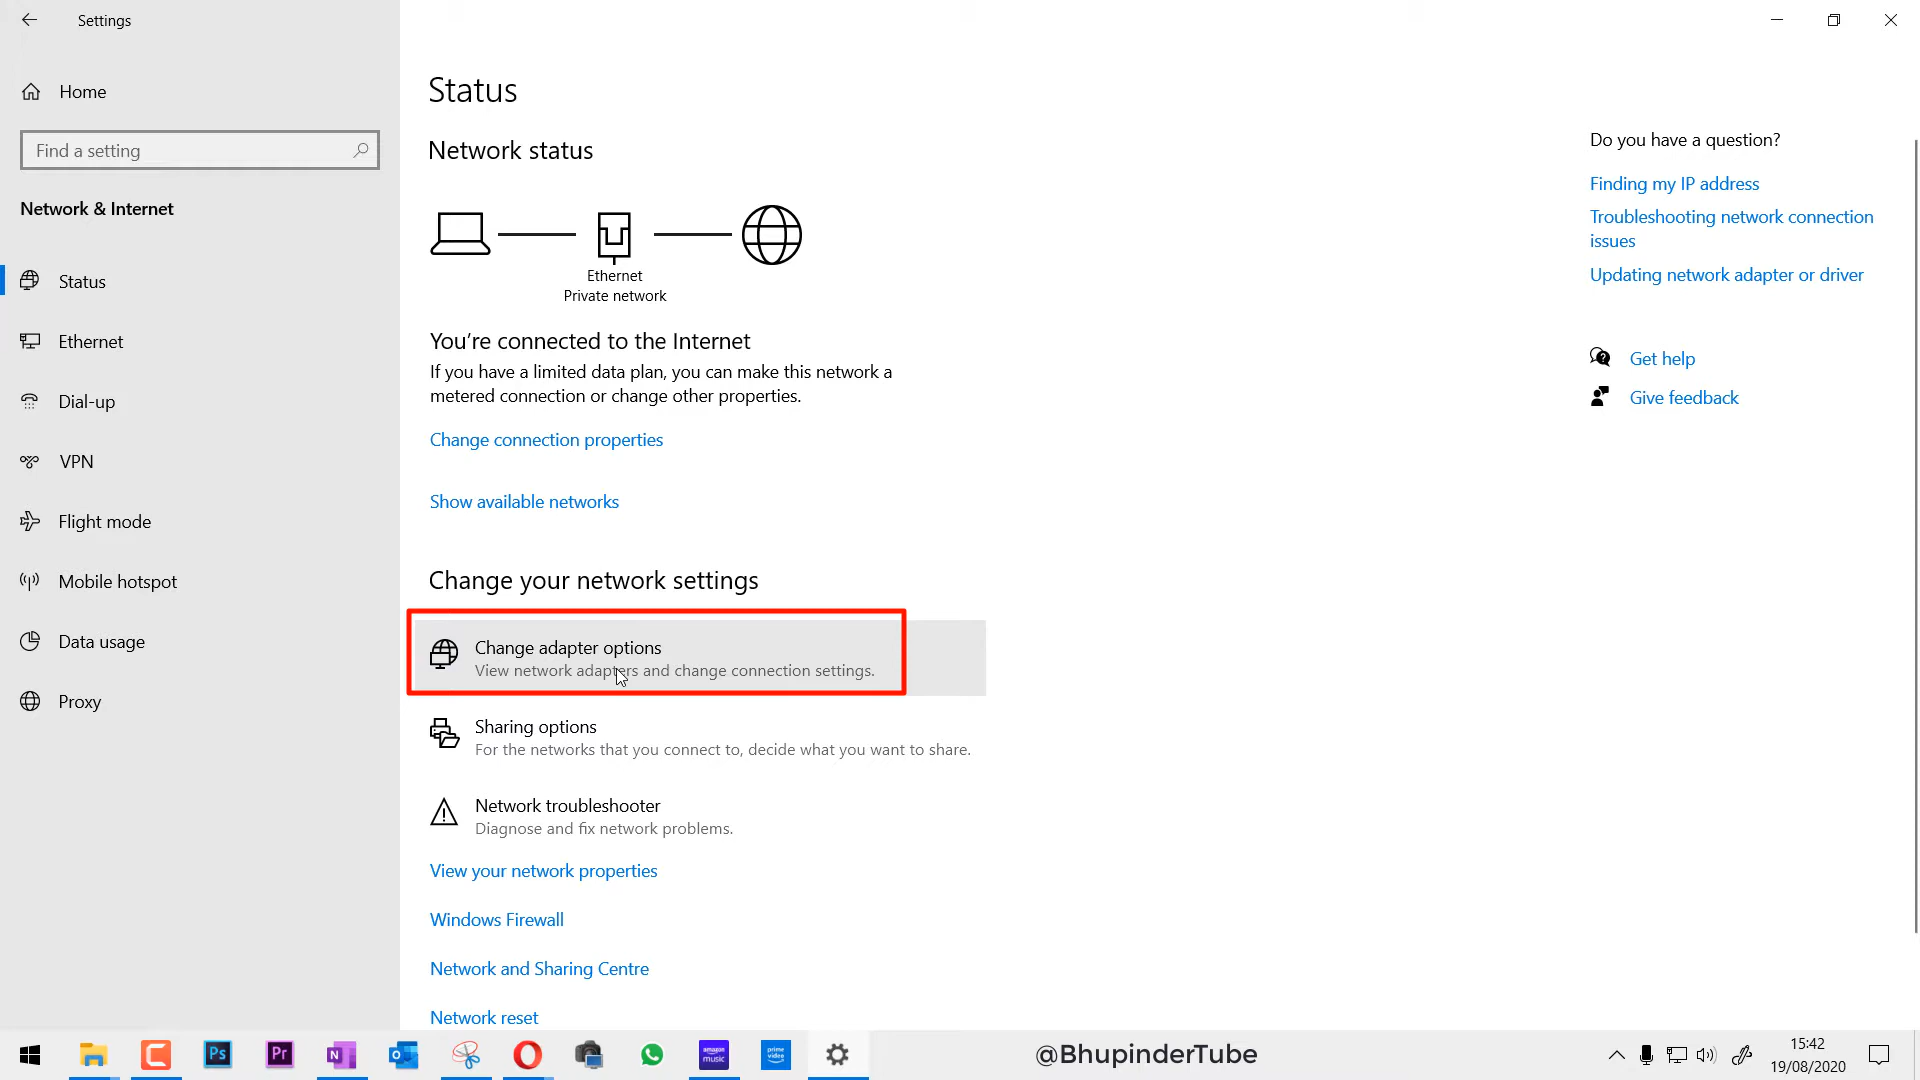 Settings
Home
Find a setting
Network & Internet
Status
Ethernet
Dial-up
VPN
Flight mode
Mobile hotspot
Data usage
Proxy
Status
Network status
Ethernet
Private network
You're connected to the Internet
If you have a limited data plan, you can make this network a
metered connection or change other properties.
Change connection properties
Show available networks
Change your network settings
Change adapter options
View network adapters and change connection settings.
Sharing options
For the networks that you connect to, decide what you want to share.
Network troubleshooter
Diagnose and fix network problems.
View your network properties
Windows Firewall
Network and Sharing Centre
Network reset
Do you have a question?
Finding my IP address
Troubleshooting network connection
issues
Updating network adapter or driver
Get help
Give feedback
Ps
Pr
N
amazon
music
prime
video
@BhupinderTube
15:42
19/08/2020